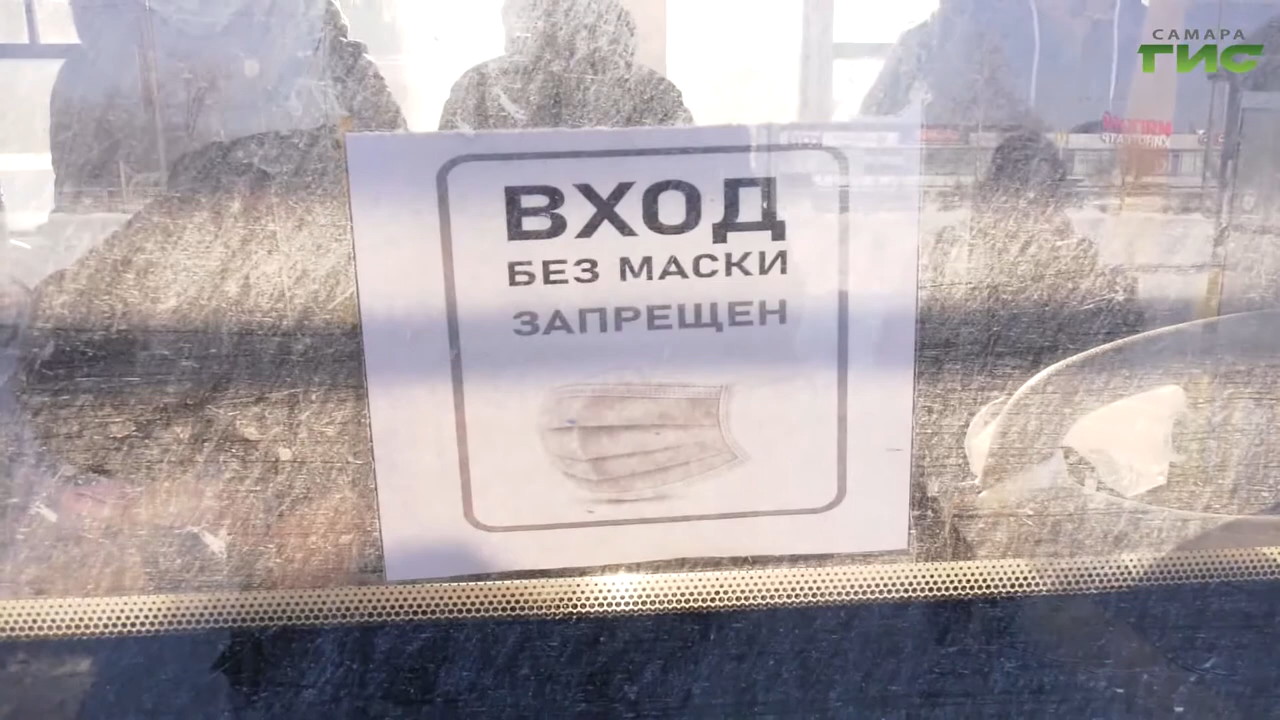 САМАРА
ГИС
ВХОД
БЕЗ МАСКИ
ЗАПРЕЩЕН